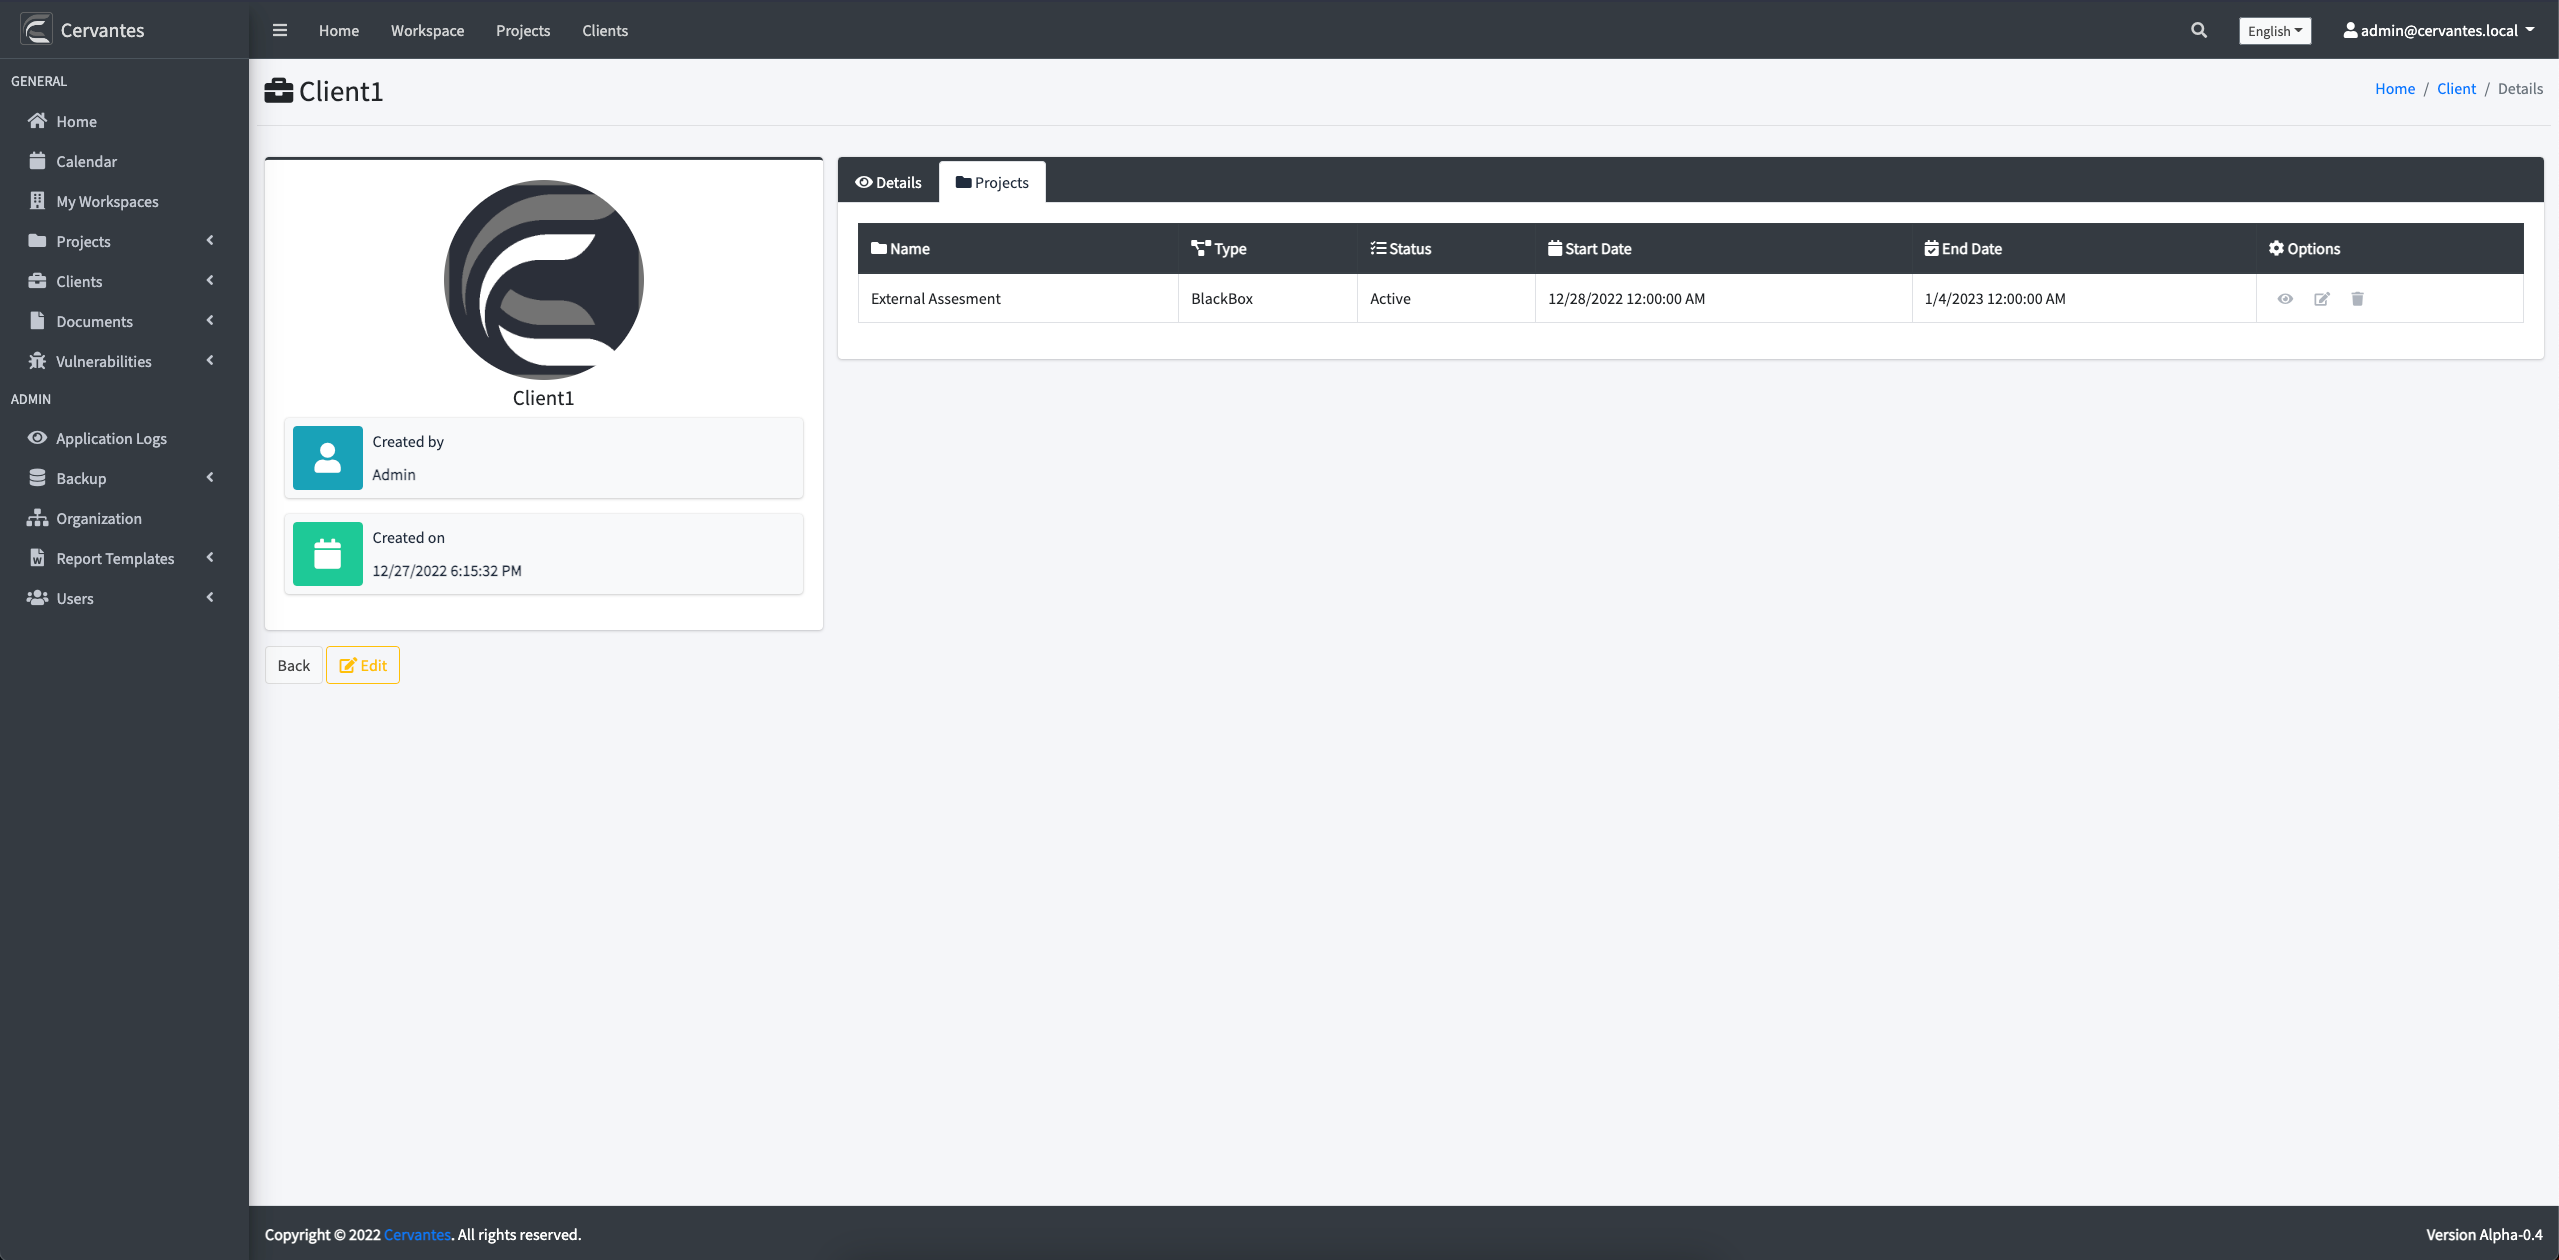 Cervantes
Home Workspace Projects Clients
English admin@cervantes.local
GENERAL
Home
Calendar
My Workspaces
Projects
Clients
Documents
Vulnerabilities
ADMIN
Application Logs
Backup
Organization
Report Templates
Users
Client1
Home / Client / Details
Client1
Created by
Admin
Created on
12/27/2022 6:15:32 PM
Back Edit
Details Projects
Name Type Status Start Date End Date Options
External Assesment BlackBox Active 12/28/2022 12:00:00 AM 1/4/2023 12:00:00 AM
Copyright © 2022 Cervantes. All rights reserved.
Version Alpha-0.4